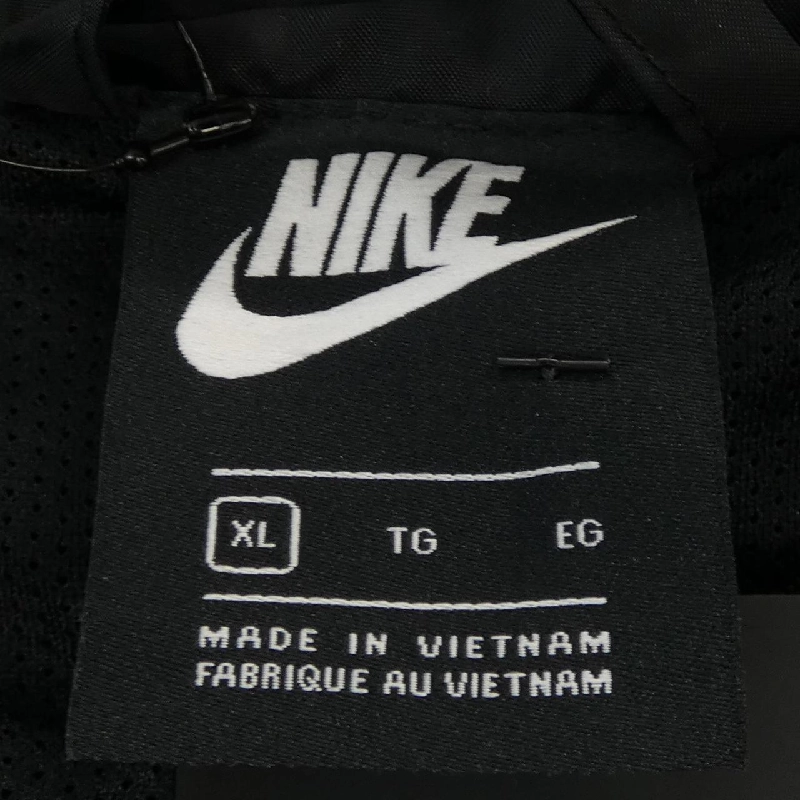 NIKE
XL TG EG
MADE IN VIETNAM
FABRIQUE AU VIETNAM